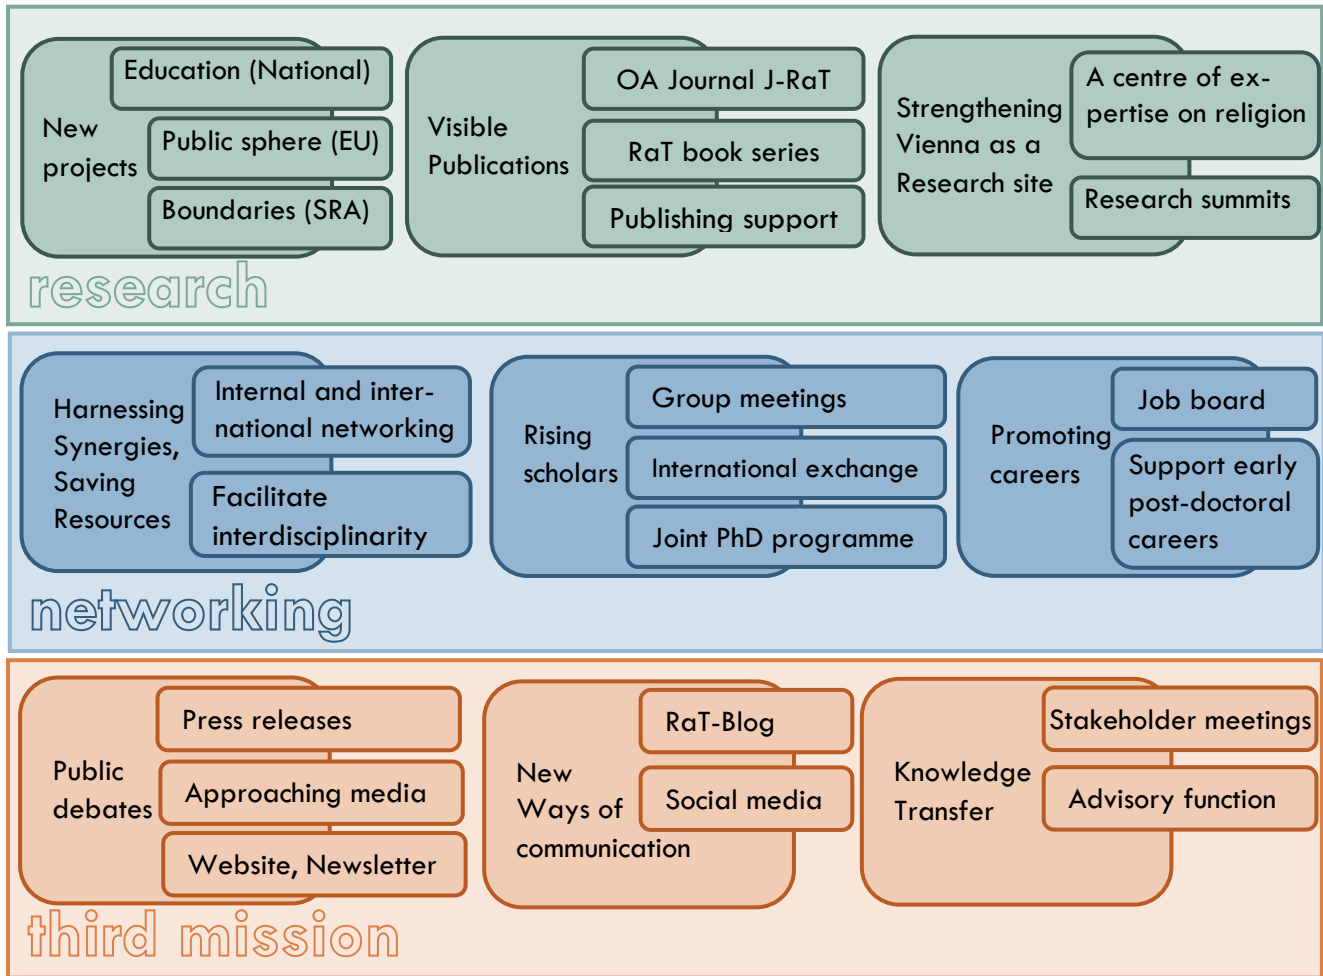 New
projects
Education (National)
Public sphere (EU)
Boundaries (SRA)
Visible
Publications
OA Journal J-RaT
RaT book series
Publishing support
Strengthening
Vienna as a
Research site
A centre of ex-
pertise on religion
Research summits
research
Harnessing
Synergies,
Saving
Resources
Internal and inter-
national networking
Facilitate
interdisciplinarity
Rising
scholars
Group meetings
International exchange
Joint PhD programme
Promoting
careers
Job board
Support early
post-doctoral
careers
networking
Public
debates
Press releases
Approaching media
Website, Newsletter
New
Ways of
communication
RaT-Blog
Social media
Knowledge
Transfer
Stakeholder meetings
Advisory function
third mission